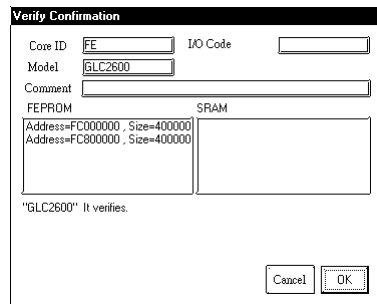 Verify Confirmation
Core ID FE I/O Code
Model GLC2600
Comment
FEPROM SRAM
Address=FC000000 , Size=400000
Address=FC800000 , Size=400000
"GLC2600" It verifies.
Cancel OK